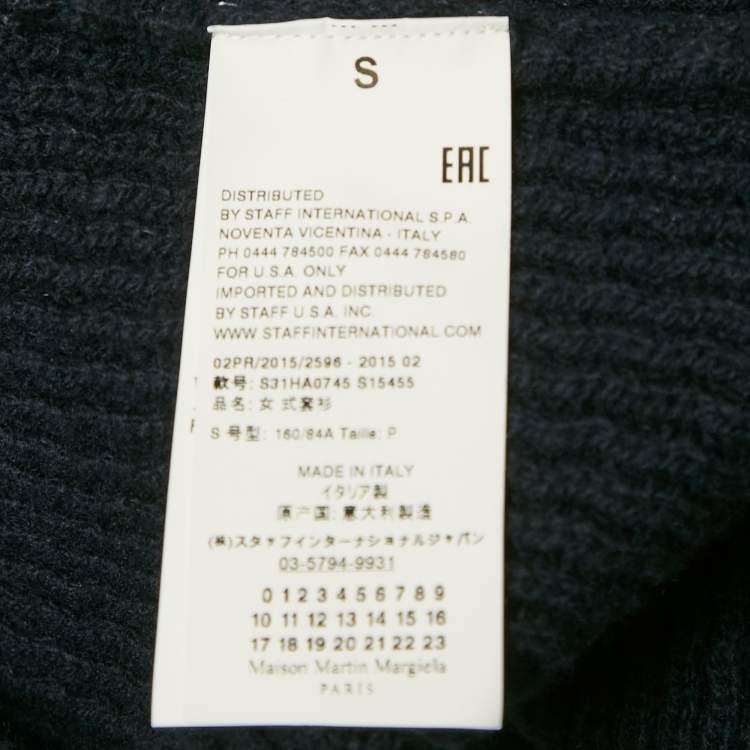 S
EAC
DISTRIBUTED
BY STAFF INTERNATIONAL S.P.A.
NOVENTA VICENTINA - ITALY
PH 0444 784500 FAX 0444 784580
FOR U.S.A. ONLY
IMPORTED AND DISTRIBUTED
BY STAFF U.S.A. INC.
WWW.STAFFINTERNATIONAL.COM
02PR/2015/2596 - 2015 02
款号: S31HA0745 S15455
品名: 女 式
S 号型: 160/84A Taille: P
MADE IN ITALY
イタリア製
原产国: 意大利製造
(株)スタッフインターナショナルジャパン
03-5794-9931
0 1 2 3 4 5 6 7 8 9
10 11 12 13 14 15 16
17 18 19 20 21 22 23
Maison Martin Margiela
PARIS